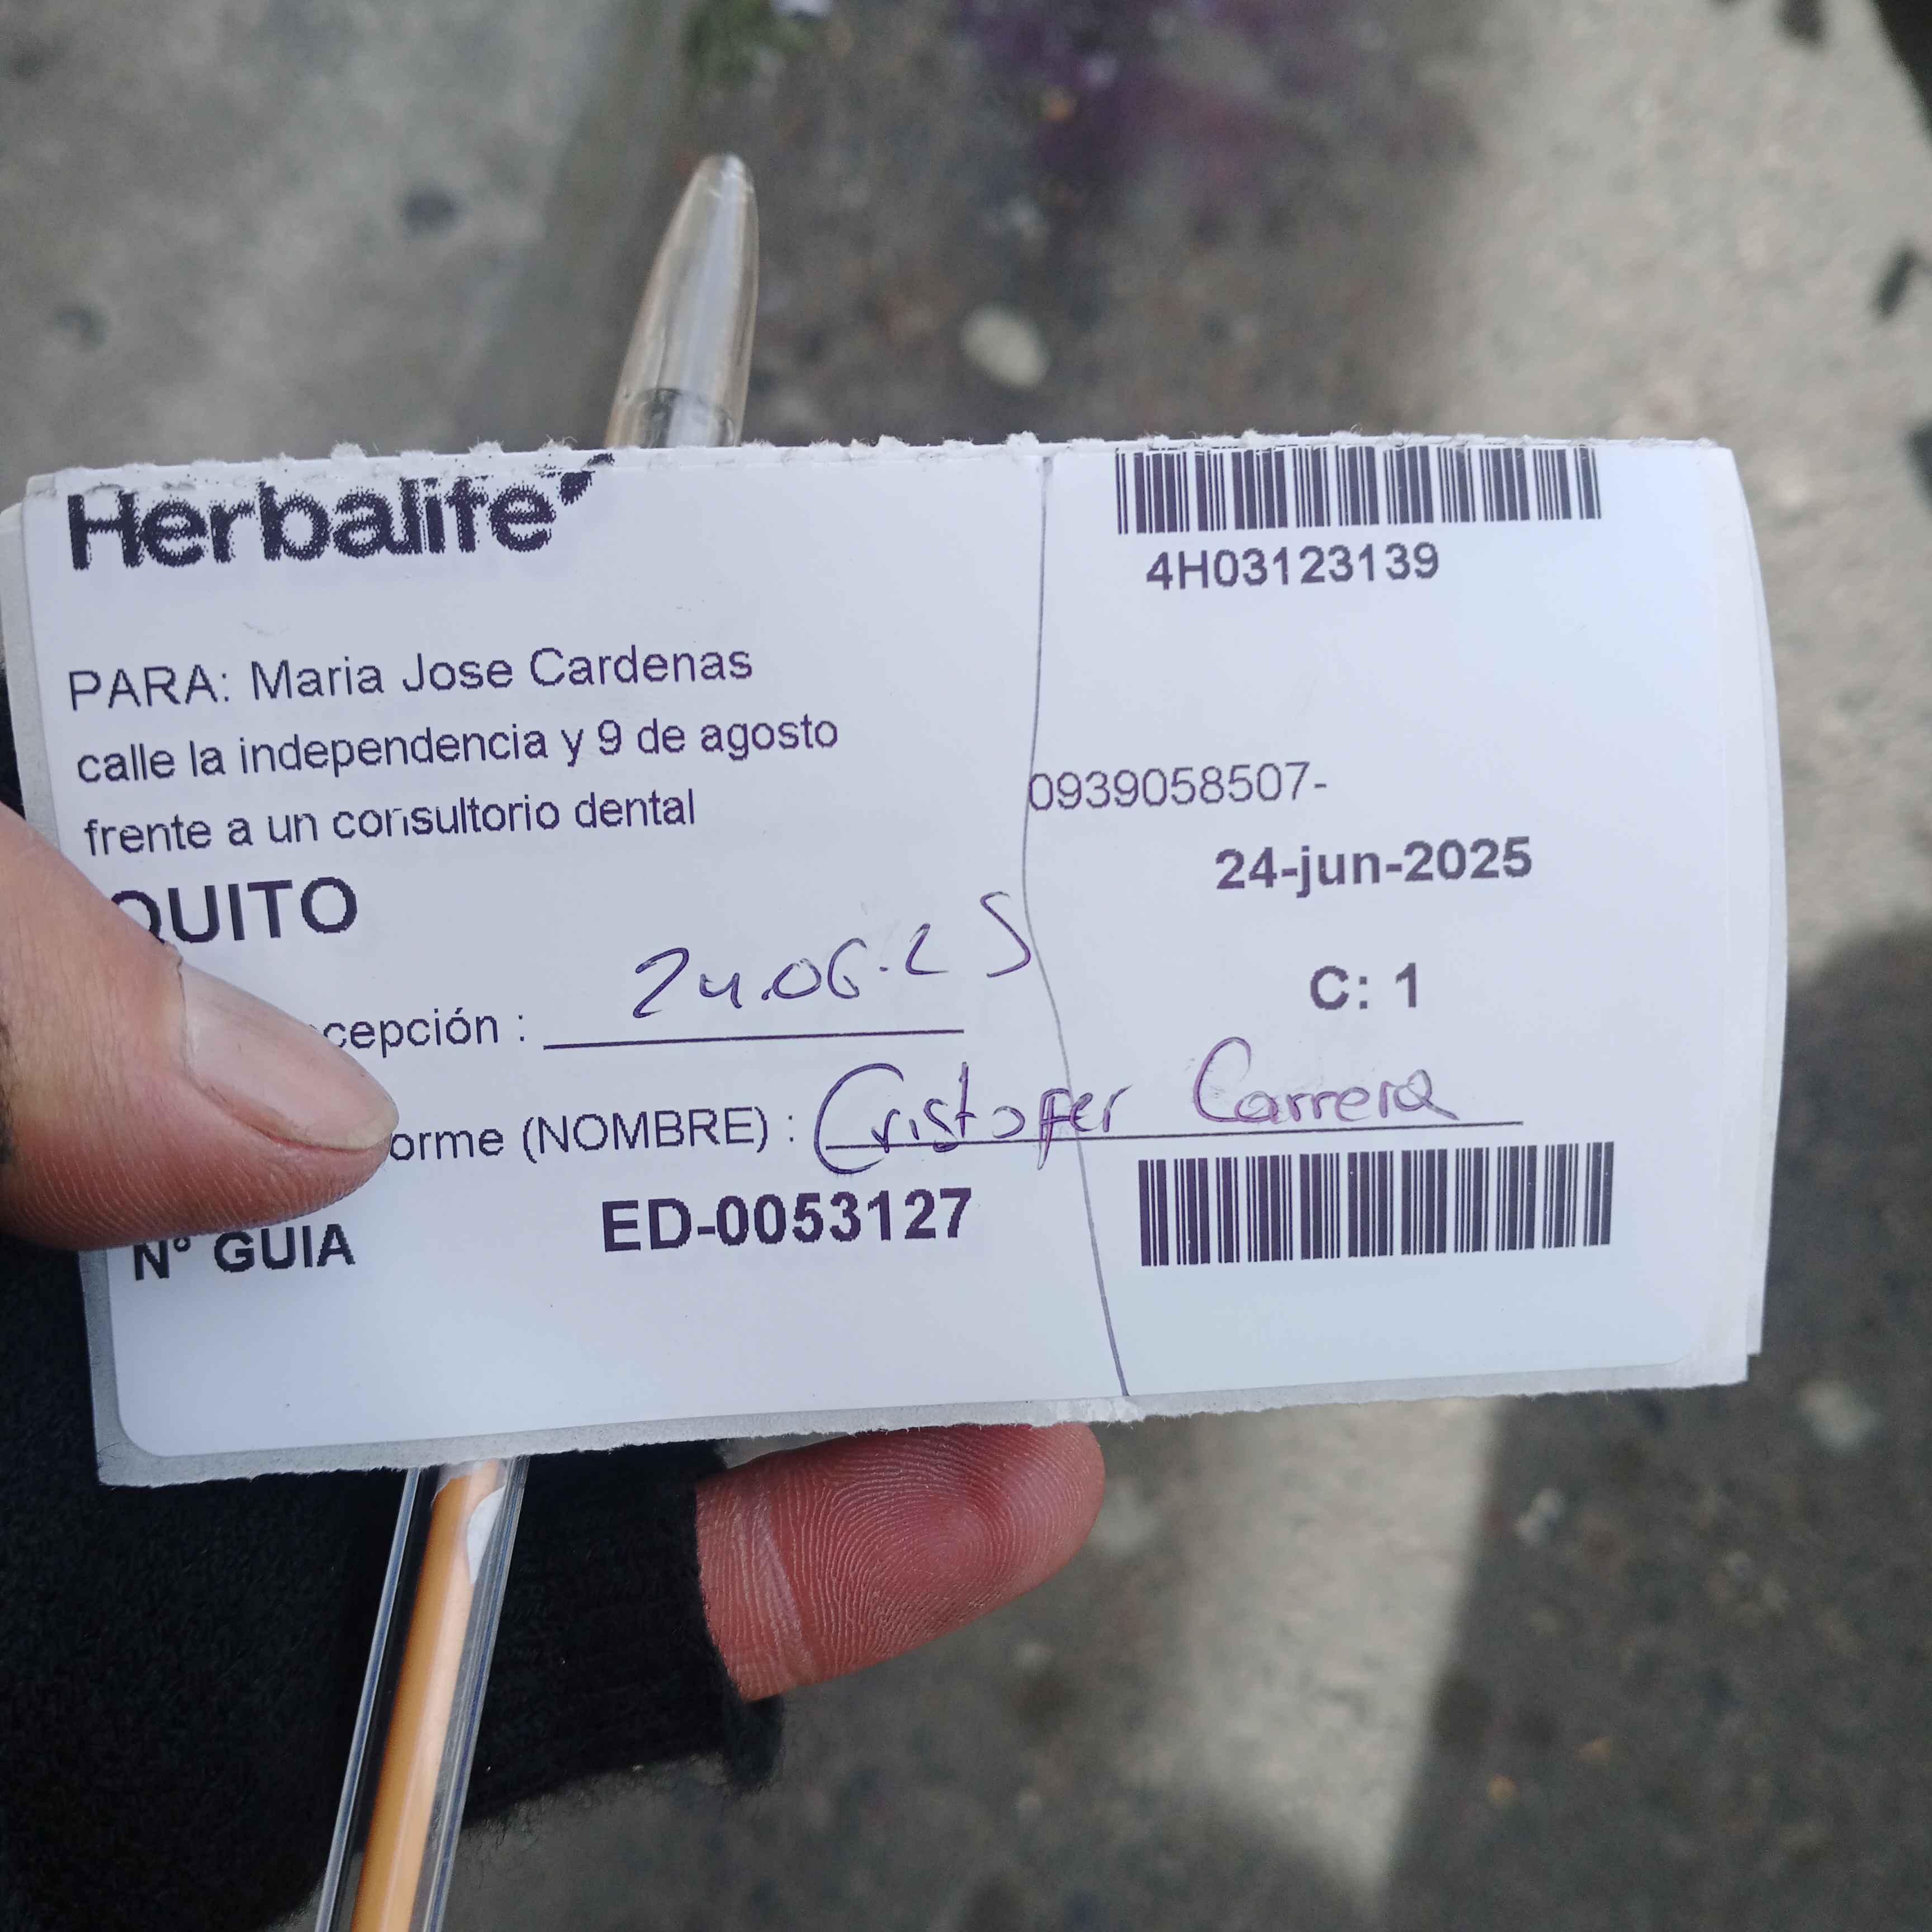 Herbalife
4H03123139
PARA: Maria Jose Cardenas
calle la independencia y 9 de agosto
0939058507-
frente a un consultorio dental
24-jun-2025
QUITO
C: 1
cepción : 24.06.25
orme (NOMBRE) : Cristofer Carrera
N° GUIA ED-0053127